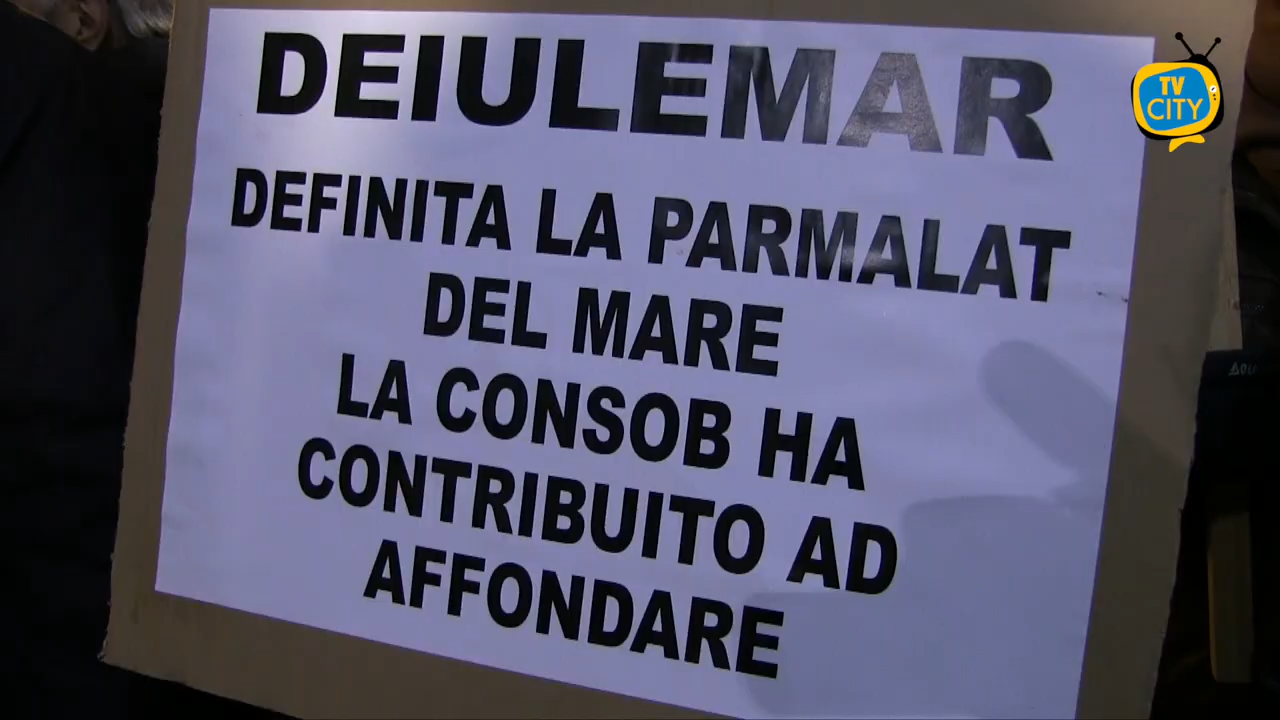 DEIULEMAR
DEFINITA LA PARMALAT
DEL MARE
LA CONSOB HA
CONTRIBUITO AD
AFFONDARE
TV
CITY